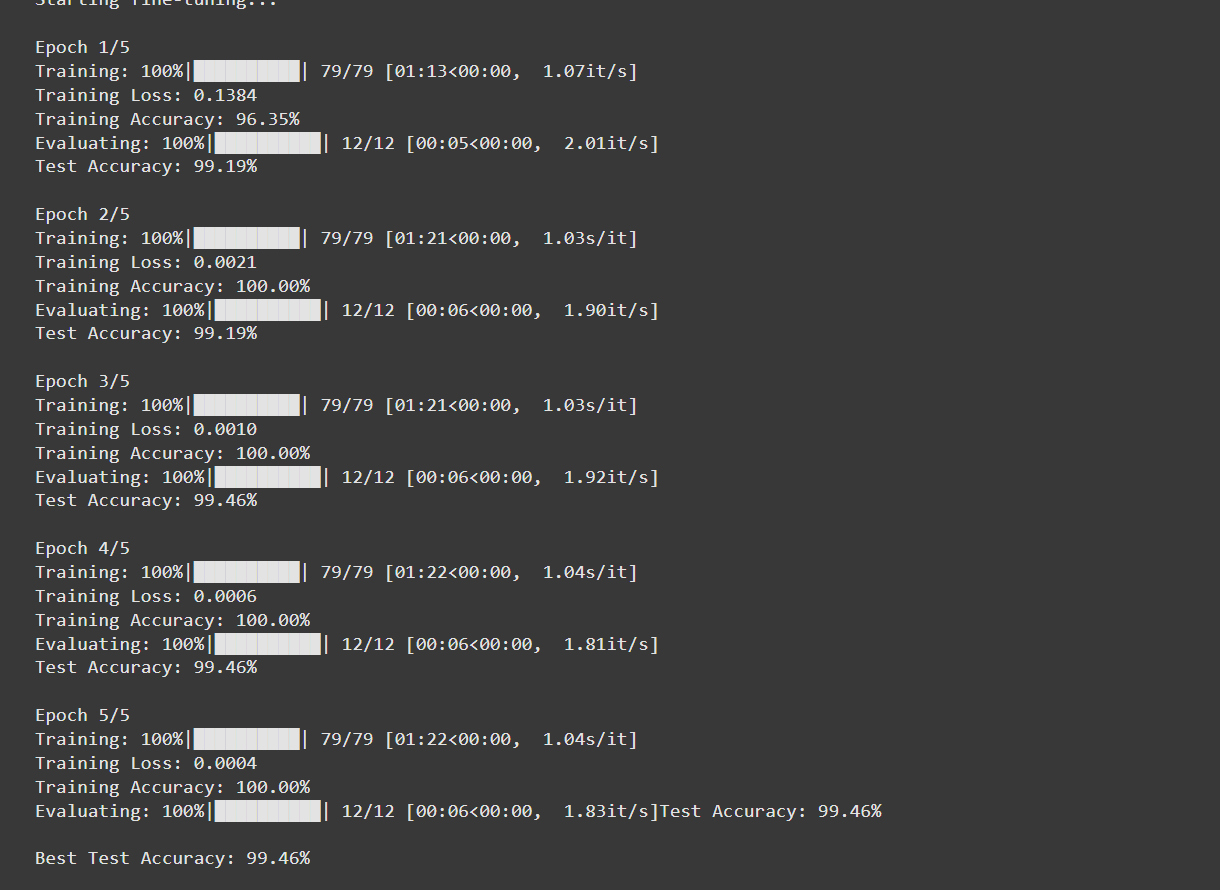 Starting fine-tuning...
Epoch 1/5
Training: 100%|██████████| 79/79 [01:13<00:00,  1.07it/s]
Training Loss: 0.1384
Training Accuracy: 96.35%
Evaluating: 100%|██████████| 12/12 [00:05<00:00,  2.01it/s]
Test Accuracy: 99.19%
Epoch 2/5
Training: 100%|██████████| 79/79 [01:21<00:00,  1.03s/it]
Training Loss: 0.0021
Training Accuracy: 100.00%
Evaluating: 100%|██████████| 12/12 [00:06<00:00,  1.90it/s]
Test Accuracy: 99.19%
Epoch 3/5
Training: 100%|██████████| 79/79 [01:21<00:00,  1.03s/it]
Training Loss: 0.0010
Training Accuracy: 100.00%
Evaluating: 100%|██████████| 12/12 [00:06<00:00,  1.92it/s]
Test Accuracy: 99.46%
Epoch 4/5
Training: 100%|██████████| 79/79 [01:22<00:00,  1.04s/it]
Training Loss: 0.0006
Training Accuracy: 100.00%
Evaluating: 100%|██████████| 12/12 [00:06<00:00,  1.81it/s]
Test Accuracy: 99.46%
Epoch 5/5
Training: 100%|██████████| 79/79 [01:22<00:00,  1.04s/it]
Training Loss: 0.0004
Training Accuracy: 100.00%
Evaluating: 100%|██████████| 12/12 [00:06<00:00,  1.83it/s]Test Accuracy: 99.46%
Best Test Accuracy: 99.46%